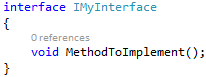 interface IMyInterface
{
0 references
void MethodToImplement();
}